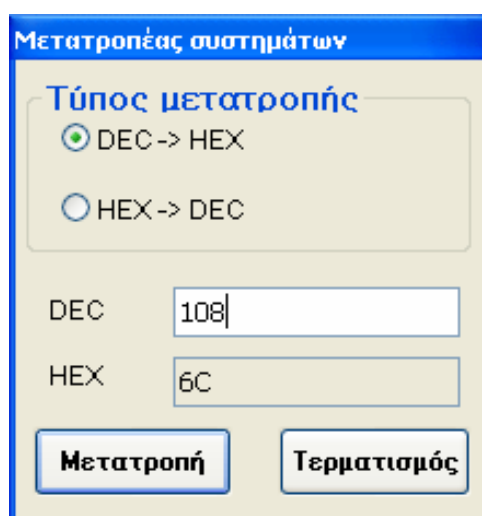 Μετατροπέας συστημάτων
Τύπος μετατροπής
DEC-> HEX
HEX-> DEC
DEC 108
HEX 6C
Μετατροπή Τερματισμός